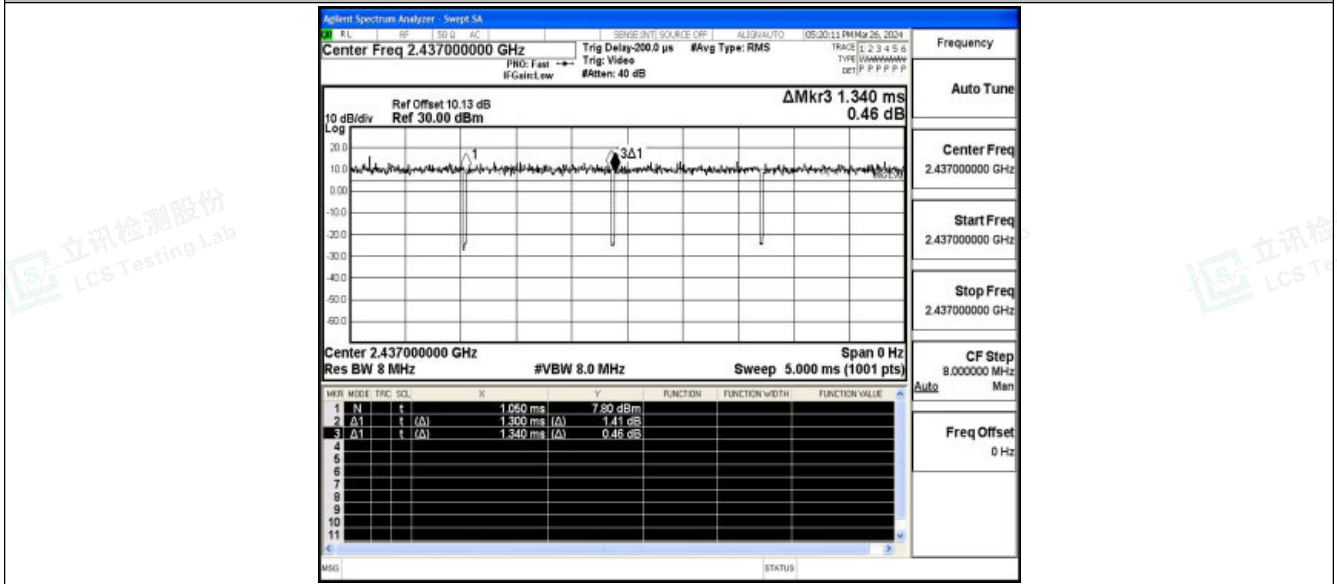 Agilent Spectrum Analyzer - Swept SA
RL RF 50 Ω AC SENSE:INT SOURCE OFF ALIGNAUTO 05:20:11 PM Mar 26, 2024
Center Freq 2.437000000 GHz
Trig Delay-200.0 µs #Avg Type: RMS
TRACE 1 2 3 4 5 6
PNO: Fast
Trig: Video
TYPE
IFGain:Low
#Atten: 40 dB
DET P P P P P P
ΔMkr3 1.340 ms
0.46 dB
Ref Offset 10.13 dB
10 dB/div Ref 30.00 dBm
Log
20.0
10.0
0.00
-10.0
-20.0
-30.0
-40.0
-50.0
-60.0
1
3Δ1
Center 2.437000000 GHz Span 0 Hz
Res BW 8 MHz #VBW 8.0 MHz Sweep 5.000 ms (1001 pts)
MKR MODE TRC SCL X Y FUNCTION FUNCTION WIDTH FUNCTION VALUE
1 N t 1.060 ms 7.80 dBm
2 Δ1 t (Δ) 1.300 ms (Δ) 1.41 dB
3 Δ1 t (Δ) 1.340 ms (Δ) 0.46 dB
4
5
6
7
8
9
10
11
MSG STATUS
Frequency
Auto Tune
Center Freq
2.437000000 GHz
Start Freq
2.437000000 GHz
Stop Freq
2.437000000 GHz
CF Step
8.000000 MHz
Auto Man
Freq Offset
0 Hz
立讯检测股份
LCS Testing Lab
立讯检
LCS Te